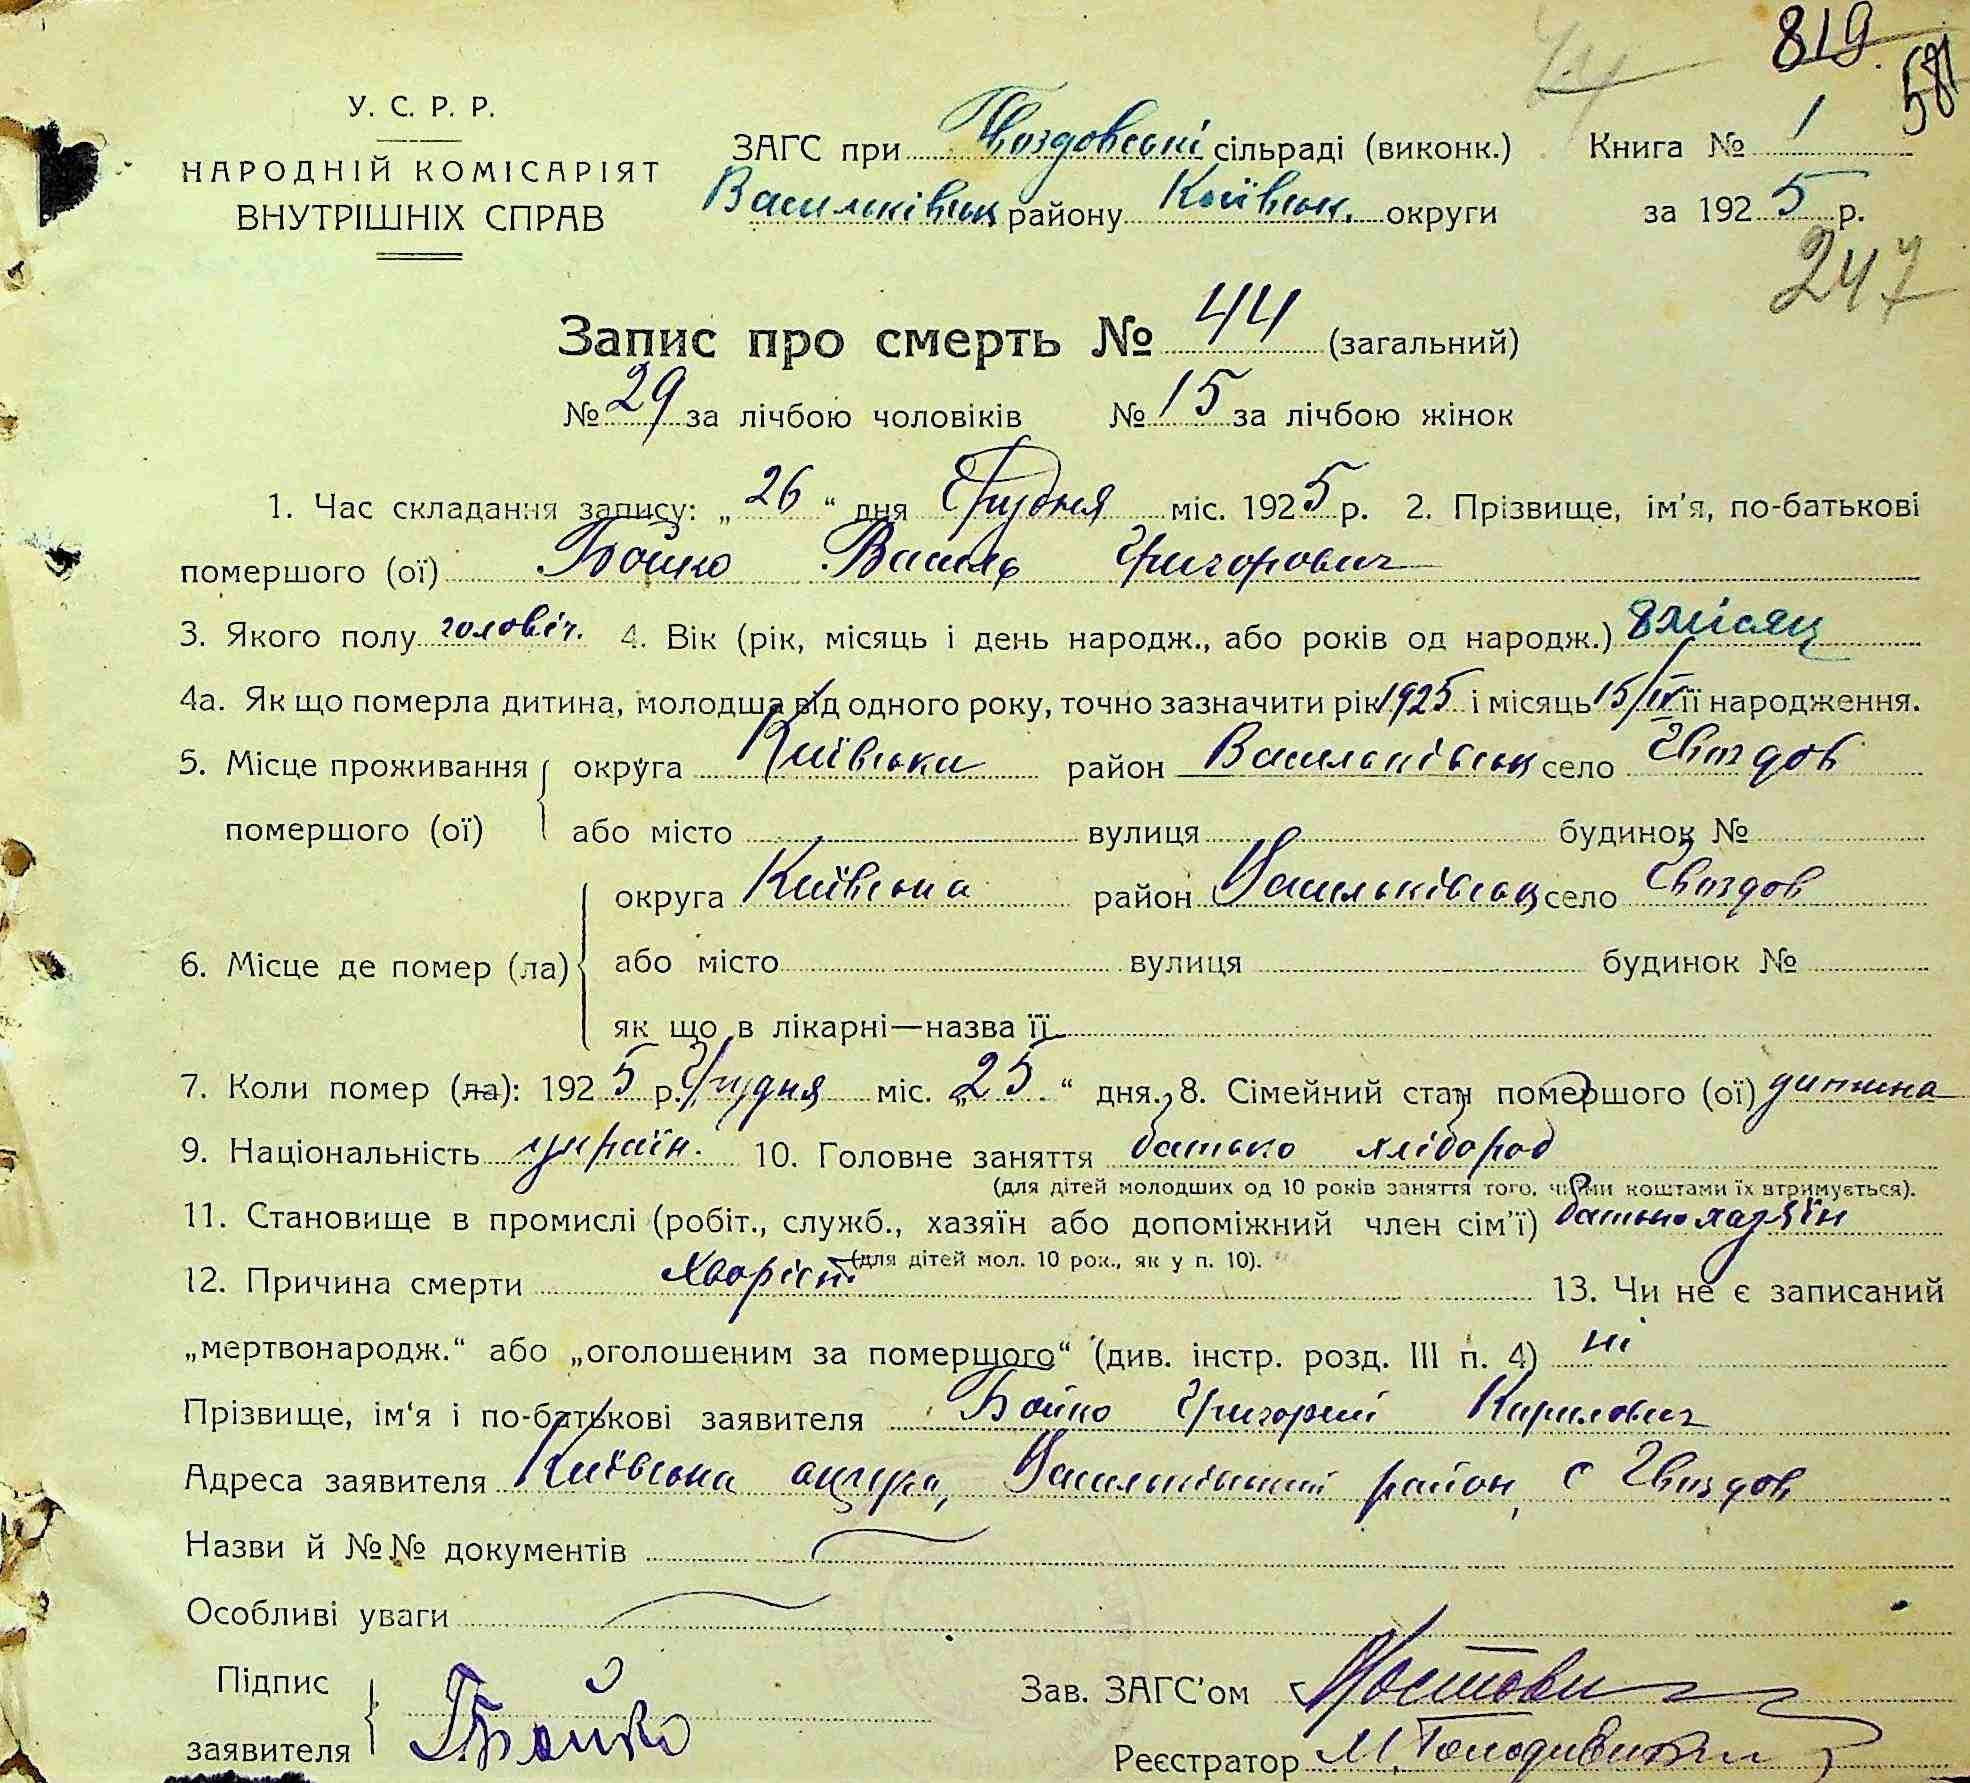 819
581
У. С. Р. Р.
НАРОДНІЙ КОМІСАРІЯТ
ВНУТРІШНІХ СПРАВ
ЗАГС при Гвоздовські сільраді (виконк.) Книга № 1
Васильківськ району Київськ. округи за 1925 р.
247
Запис про смерть № 44 (загальний)
№ 29 за лічбою чоловіків № 15 за лічбою жінок
1. Час складання запису: „ 26 “ дня Грудня міс. 1925 р. 2. Прізвище, ім'я, по-батькові
помершого (ої) Бойко Василь Григорович
3. Якого полу чоловіч. 4. Вік (рік, місяць і день народж., або років од народж.) 8 місяц
4а. Як що померла дитина, молодша від одного року, точно зазначити рік 1925 і місяць 15/IV її народження.
5. Місце проживання округа Київська район Васильківськ село Гвоздов
помершого (ої) або місто вулиця будинок №
округа Київська район Васильківськ село Гвоздов
6. Місце де помер (ла) або місто вулиця будинок №
як що в лікарні—назва її
7. Коли помер (ла): 1925 р. Грудня міс. „ 25 “ дня. 8. Сімейний стан помершого (ої) дитина
9. Національність україн. 10. Головне заняття батько хлібороб
(для дітей молодших од 10 років заняття того, чиїми коштами їх втримується).
11. Становище в промислі (робіт., служб., хазяїн або допоміжний член сім'ї) батько хазяїн
(для дітей мол. 10 рок., як у п. 10).
12. Причина смерти хворіст 13. Чи не є записаний
„мертвонародж.“ або „оголошеним за померщого“ (див. інстр. розд. III п. 4) ні
Прізвище, ім'я і по-батькові заявителя Бойко Григорий Кирилович
Адреса заявителя Київська округа, Васильківський район, с Гвоздов
Назви й №№ документів
Особливі уваги
Підпис
заявителя Г Бойко
Зав. ЗАГС'ом
Реєстратор М.